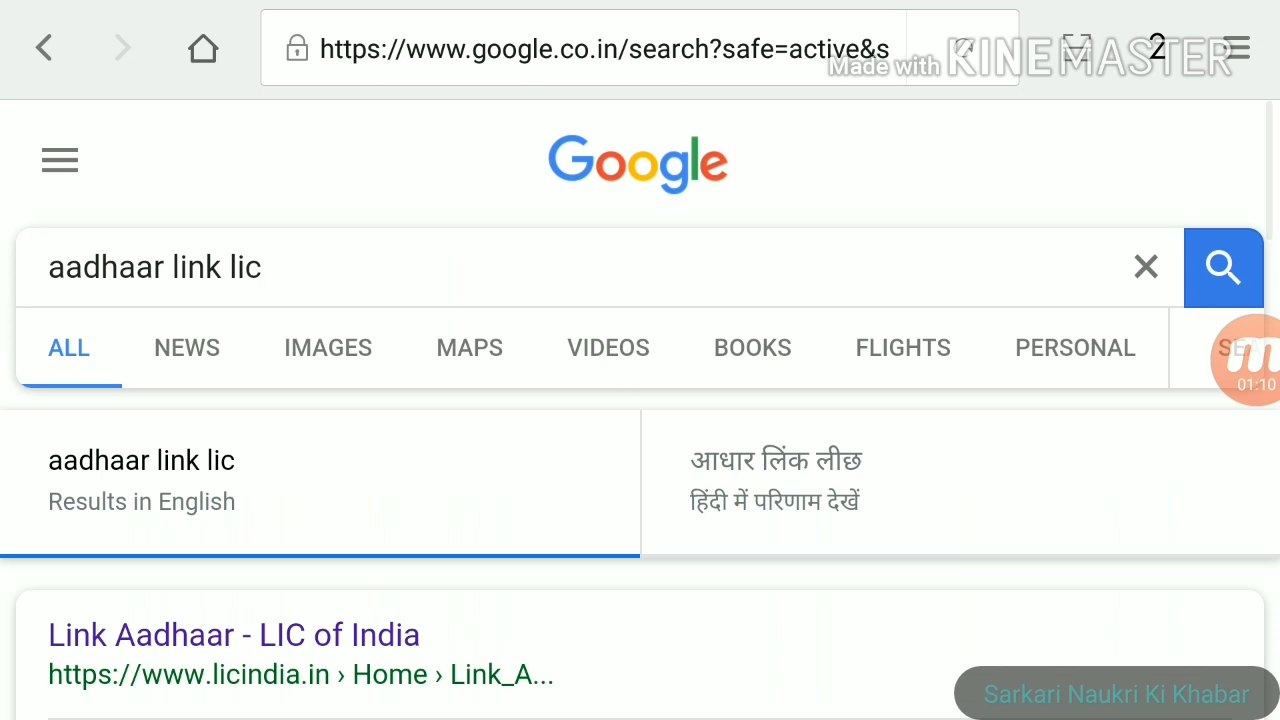 https://www.google.co.in/search?safe=active&s
2
Made with KINEMASTER
Google
aadhaar link lic
ALL NEWS IMAGES MAPS VIDEOS BOOKS FLIGHTS PERSONAL
01:10
aadhaar link lic
Results in English
आधार लिंक लीछ
हिंदी में परिणाम देखें
Link Aadhaar - LIC of India
https://www.licindia.in › Home › Link_A...
Sarkari Naukri Ki Khabar